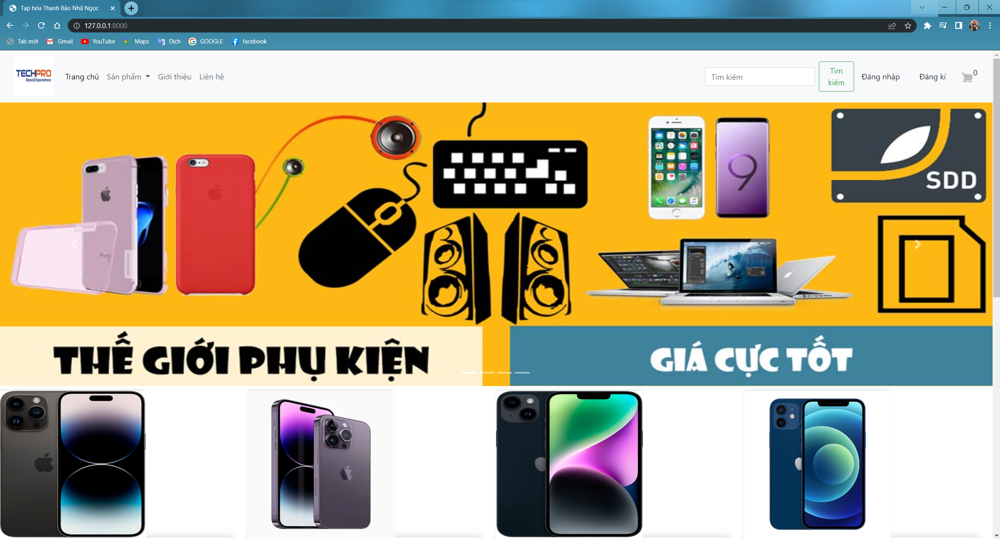 Tạp hóa Thanh Bảo Nhã Ngọc
127.0.0.1:8000
Tab mới
Gmail
YouTube
Maps
Dịch
GOOGLE
facebook
TECHPRO
Beyond Expectations
Trang chủ
Sản phẩm
Giới thiệu
Liên hệ
Tìm kiếm
Tìm
kiếm
Đăng nhập
Đăng kí
0
9
SDD
THẾ GIỚI PHỤ KIỆN
GIÁ CỰC TỐT